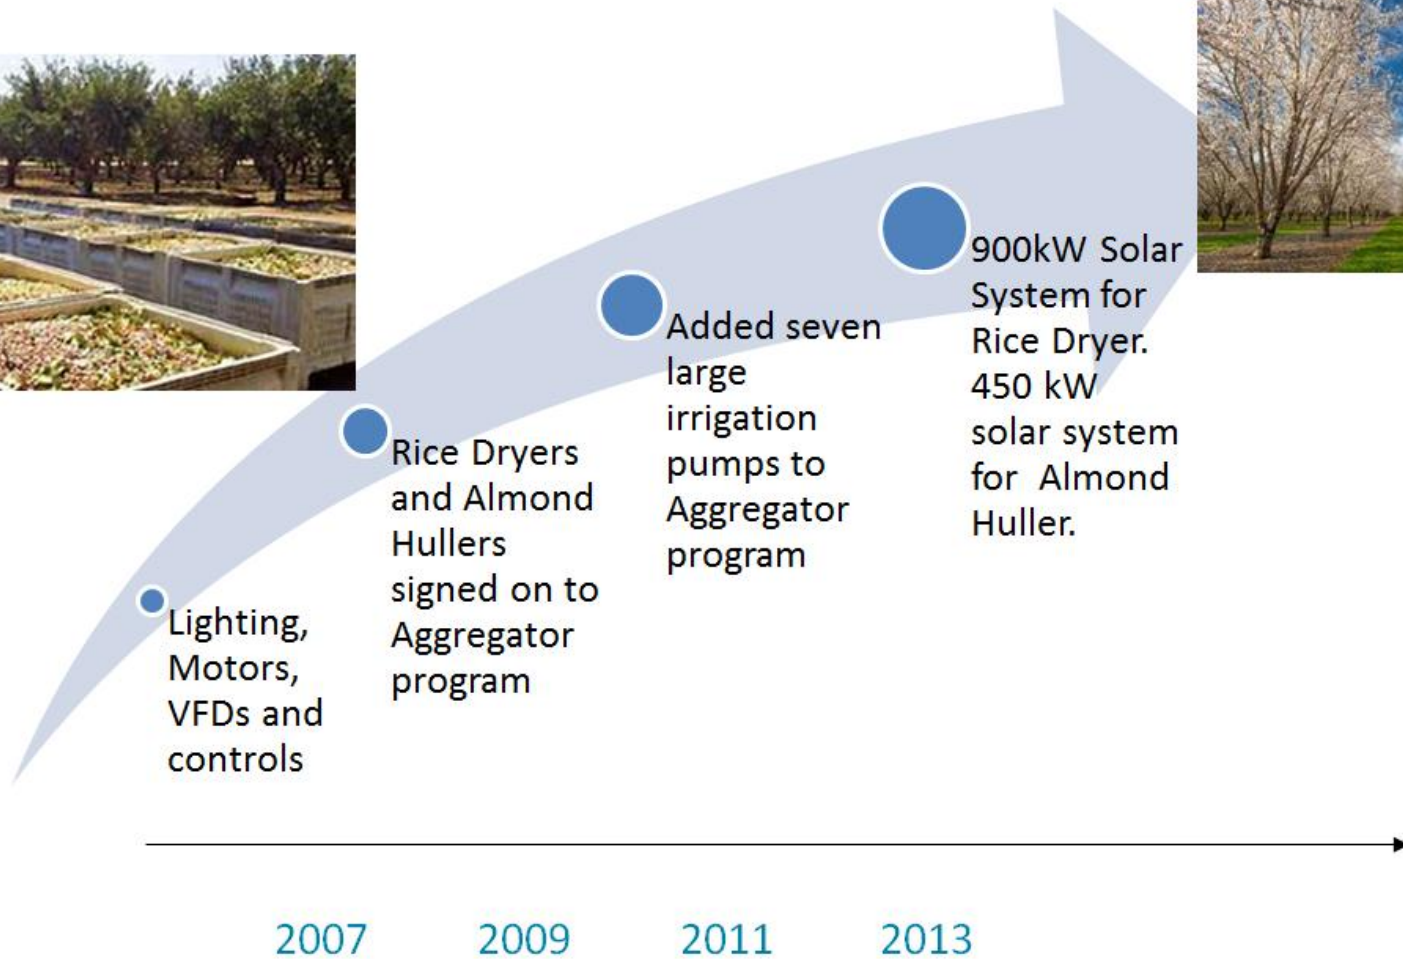 Lighting,
Motors,
VFDs and
controls
Rice Dryers
and Almond
Hullers
signed on to
Aggregator
program
Added seven
large
irrigation
pumps to
Aggregator
program
900kW Solar
System for
Rice Dryer.
450 kW
solar system
for  Almond
Huller.
2007 2009 2011 2013